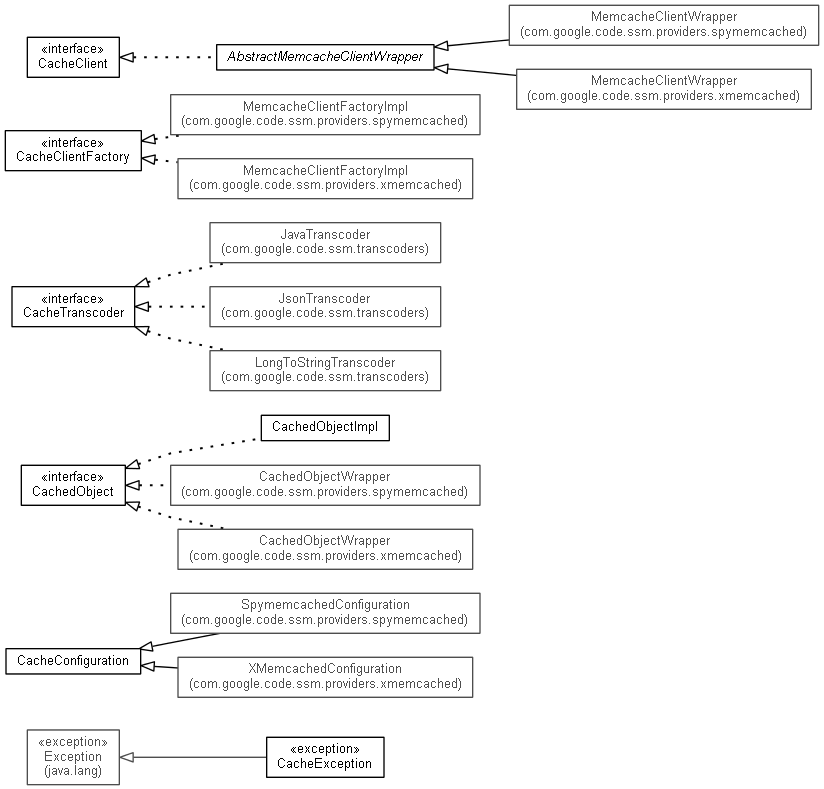 MemcacheClientWrapper
(com.google.code.ssm.providers.spymemcached)
«interface»
CacheClient
AbstractMemcacheClientWrapper
MemcacheClientWrapper
(com.google.code.ssm.providers.xmemcached)
MemcacheClientFactoryImpl
(com.google.code.ssm.providers.spymemcached)
«interface»
CacheClientFactory
MemcacheClientFactoryImpl
(com.google.code.ssm.providers.xmemcached)
JavaTranscoder
(com.google.code.ssm.transcoders)
«interface»
CacheTranscoder
JsonTranscoder
(com.google.code.ssm.transcoders)
LongToStringTranscoder
(com.google.code.ssm.transcoders)
CachedObjectImpl
«interface»
CachedObject
CachedObjectWrapper
(com.google.code.ssm.providers.spymemcached)
CachedObjectWrapper
(com.google.code.ssm.providers.xmemcached)
SpymemcachedConfiguration
(com.google.code.ssm.providers.spymemcached)
CacheConfiguration
XMemcachedConfiguration
(com.google.code.ssm.providers.xmemcached)
«exception»
Exception
(java.lang)
«exception»
CacheException